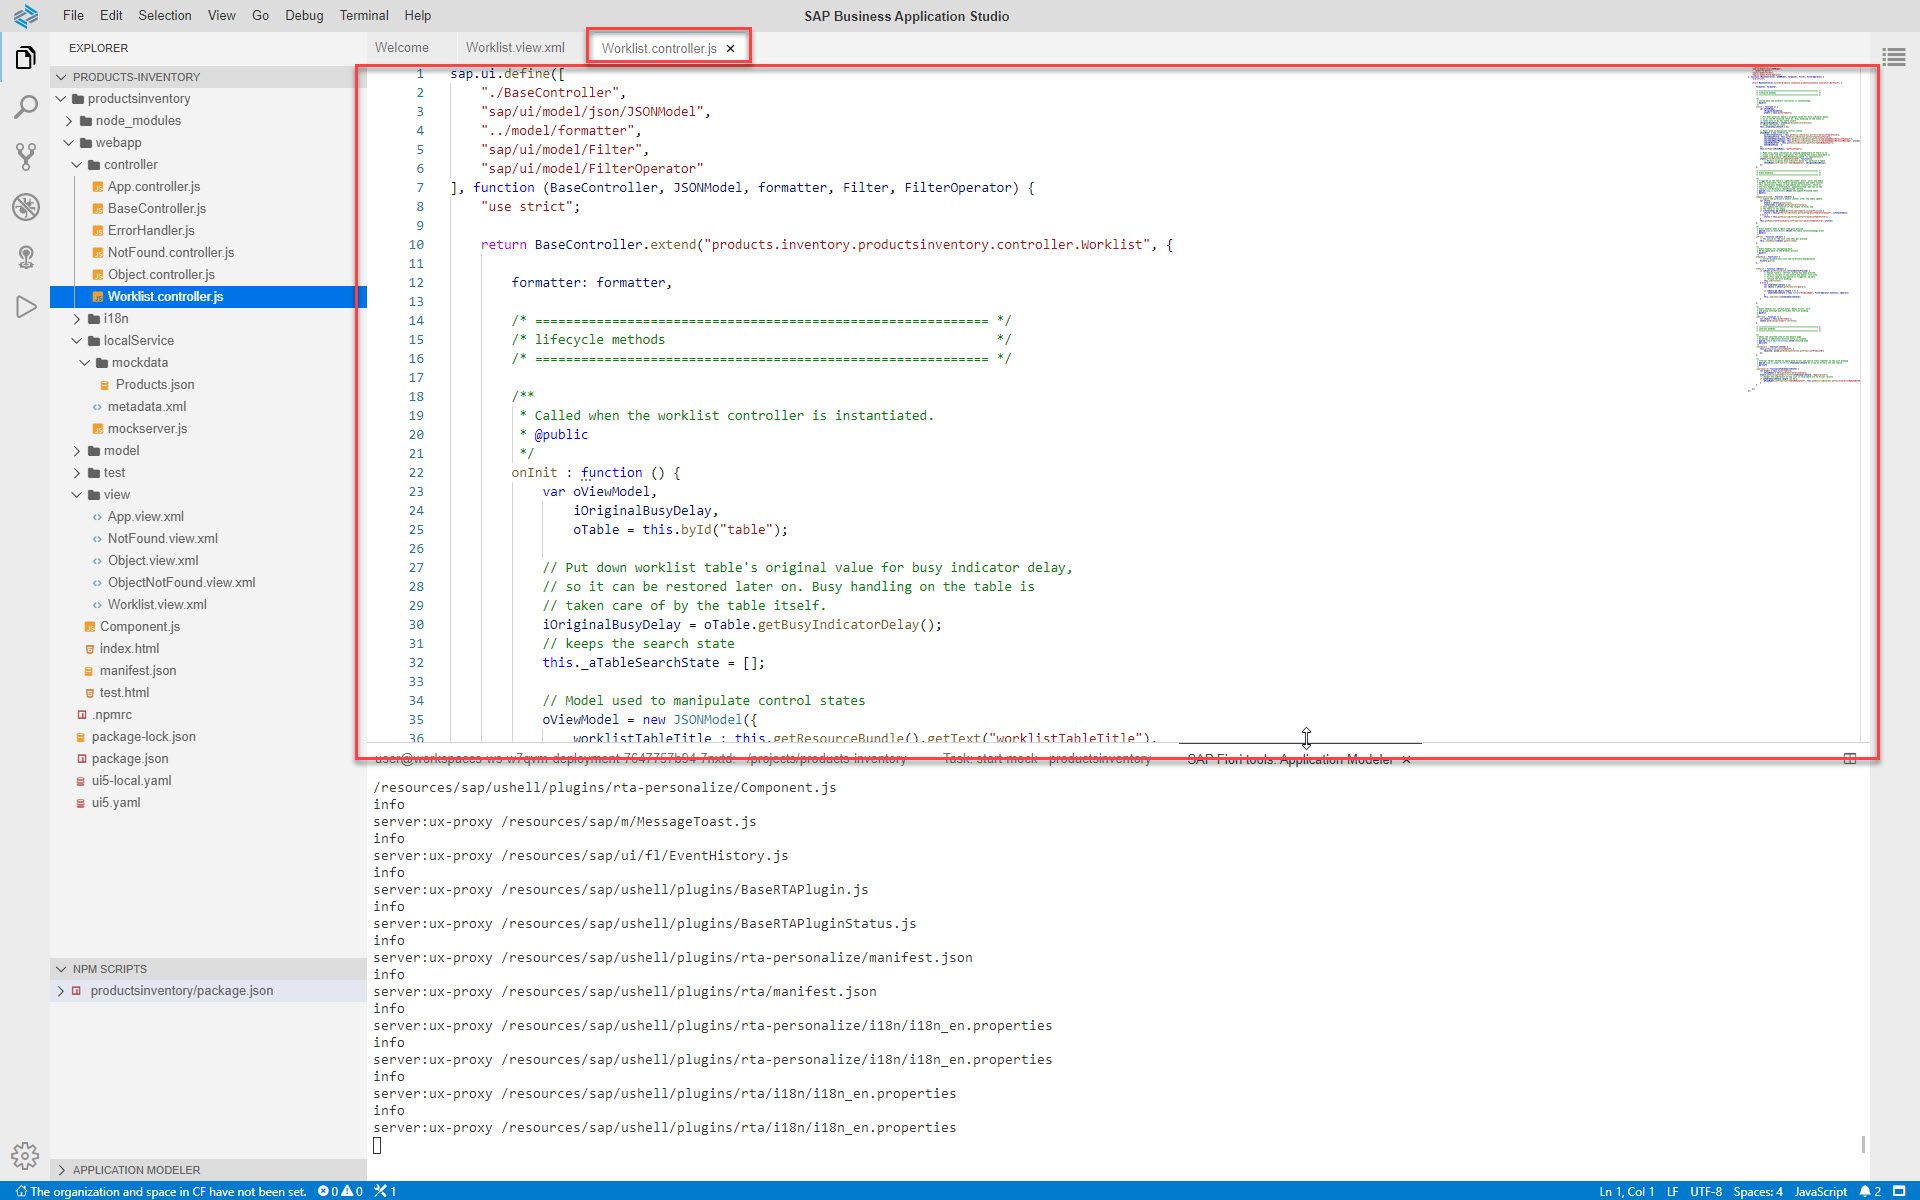 File Edit Selection View Go Debug Terminal Help
SAP Business Application Studio
EXPLORER
PRODUCTS-INVENTORY
productsinventory
node_modules
webapp
controller
App.controller.js
BaseController.js
ErrorHandler.js
NotFound.controller.js
Object.controller.js
Worklist.controller.js
i18n
localService
mockdata
Products.json
metadata.xml
mockserver.js
model
test
view
App.view.xml
NotFound.view.xml
Object.view.xml
ObjectNotFound.view.xml
Worklist.view.xml
Component.js
index.html
manifest.json
test.html
.npmrc
package-lock.json
package.json
ui5-local.yaml
ui5.yaml
NPM SCRIPTS
productsinventory/package.json
APPLICATION MODELER
Welcome Worklist.view.xml Worklist.controller.js
1 sap.ui.define([
2 "./BaseController",
3 "sap/ui/model/json/JSONModel",
4 "../model/formatter",
5 "sap/ui/model/Filter",
6 "sap/ui/model/FilterOperator"
7 ], function (BaseController, JSONModel, formatter, Filter, FilterOperator) {
8 "use strict";
9
10 return BaseController.extend("products.inventory.productsinventory.controller.Worklist", {
11
12 formatter: formatter,
13
14 /* =========================================================== */
15 /* lifecycle methods */
16 /* =========================================================== */
17
18 /**
19 * Called when the worklist controller is instantiated.
20 * @public
21 */
22 onInit : function () {
23 var oViewModel,
24 iOriginalBusyDelay,
25 oTable = this.byId("table");
26
27 // Put down worklist table's original value for busy indicator delay,
28 // so it can be restored later on. Busy handling on the table is
29 // taken care of by the table itself.
30 iOriginalBusyDelay = oTable.getBusyIndicatorDelay();
31 // keeps the search state
32 this._aTableSearchState = [];
33
34 // Model used to manipulate control states
35 oViewModel = new JSONModel({
36 worklistTableTitle : this.getResourceBundle().getText("worklistTableTitle"),
user@workspaces-ws-w7qvm-deployment-7647757b94-7nxtd: ~/projects/products-inventory Task: start-mock - productsinventory SAP Fiori tools: Application Modeler
/resources/sap/ushell/plugins/rta-personalize/Component.js
info
server:ux-proxy /resources/sap/m/MessageToast.js
info
server:ux-proxy /resources/sap/ui/fl/EventHistory.js
info
server:ux-proxy /resources/sap/ushell/plugins/BaseRTAPlugin.js
info
server:ux-proxy /resources/sap/ushell/plugins/BaseRTAPluginStatus.js
info
server:ux-proxy /resources/sap/ushell/plugins/rta-personalize/manifest.json
info
server:ux-proxy /resources/sap/ushell/plugins/rta/manifest.json
info
server:ux-proxy /resources/sap/ushell/plugins/rta-personalize/i18n/i18n_en.properties
info
server:ux-proxy /resources/sap/ushell/plugins/rta-personalize/i18n/i18n_en.properties
info
server:ux-proxy /resources/sap/ushell/plugins/rta/i18n/i18n_en.properties
info
server:ux-proxy /resources/sap/ushell/plugins/rta/i18n/i18n_en.properties
The organization and space in CF have not been set. 0 0 1
Ln 1, Col 1 LF UTF-8 Spaces: 4 JavaScript 2